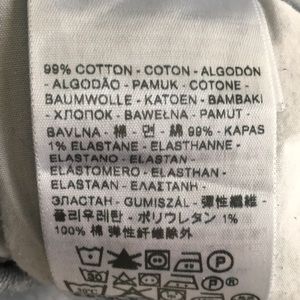 99% COTTON - COTON - ALGODÓN
- ALGODÃO - PAMUK - COTONE -
BAUMWOLLE - KATOEN - BAMBAKI
- ХЛОПОК - BAWEŁNA - PAMUT -
BAVLNA - 棉 - 면 - 綿 99% - KAPAS
1% ELASTANE - ELASTHANNE -
ELASTANO - ELASTAN -
ELASTOMERO - ELASTHAN -
ELASTAAN - ΕΛΑΣΤΑΝΗ -
ЭЛАСТАН - GUMISZÁL - 彈性纖維 -
폴리우레탄 - ポリウレタン 1%
100% 棉 彈性纤維除外
30
P
P